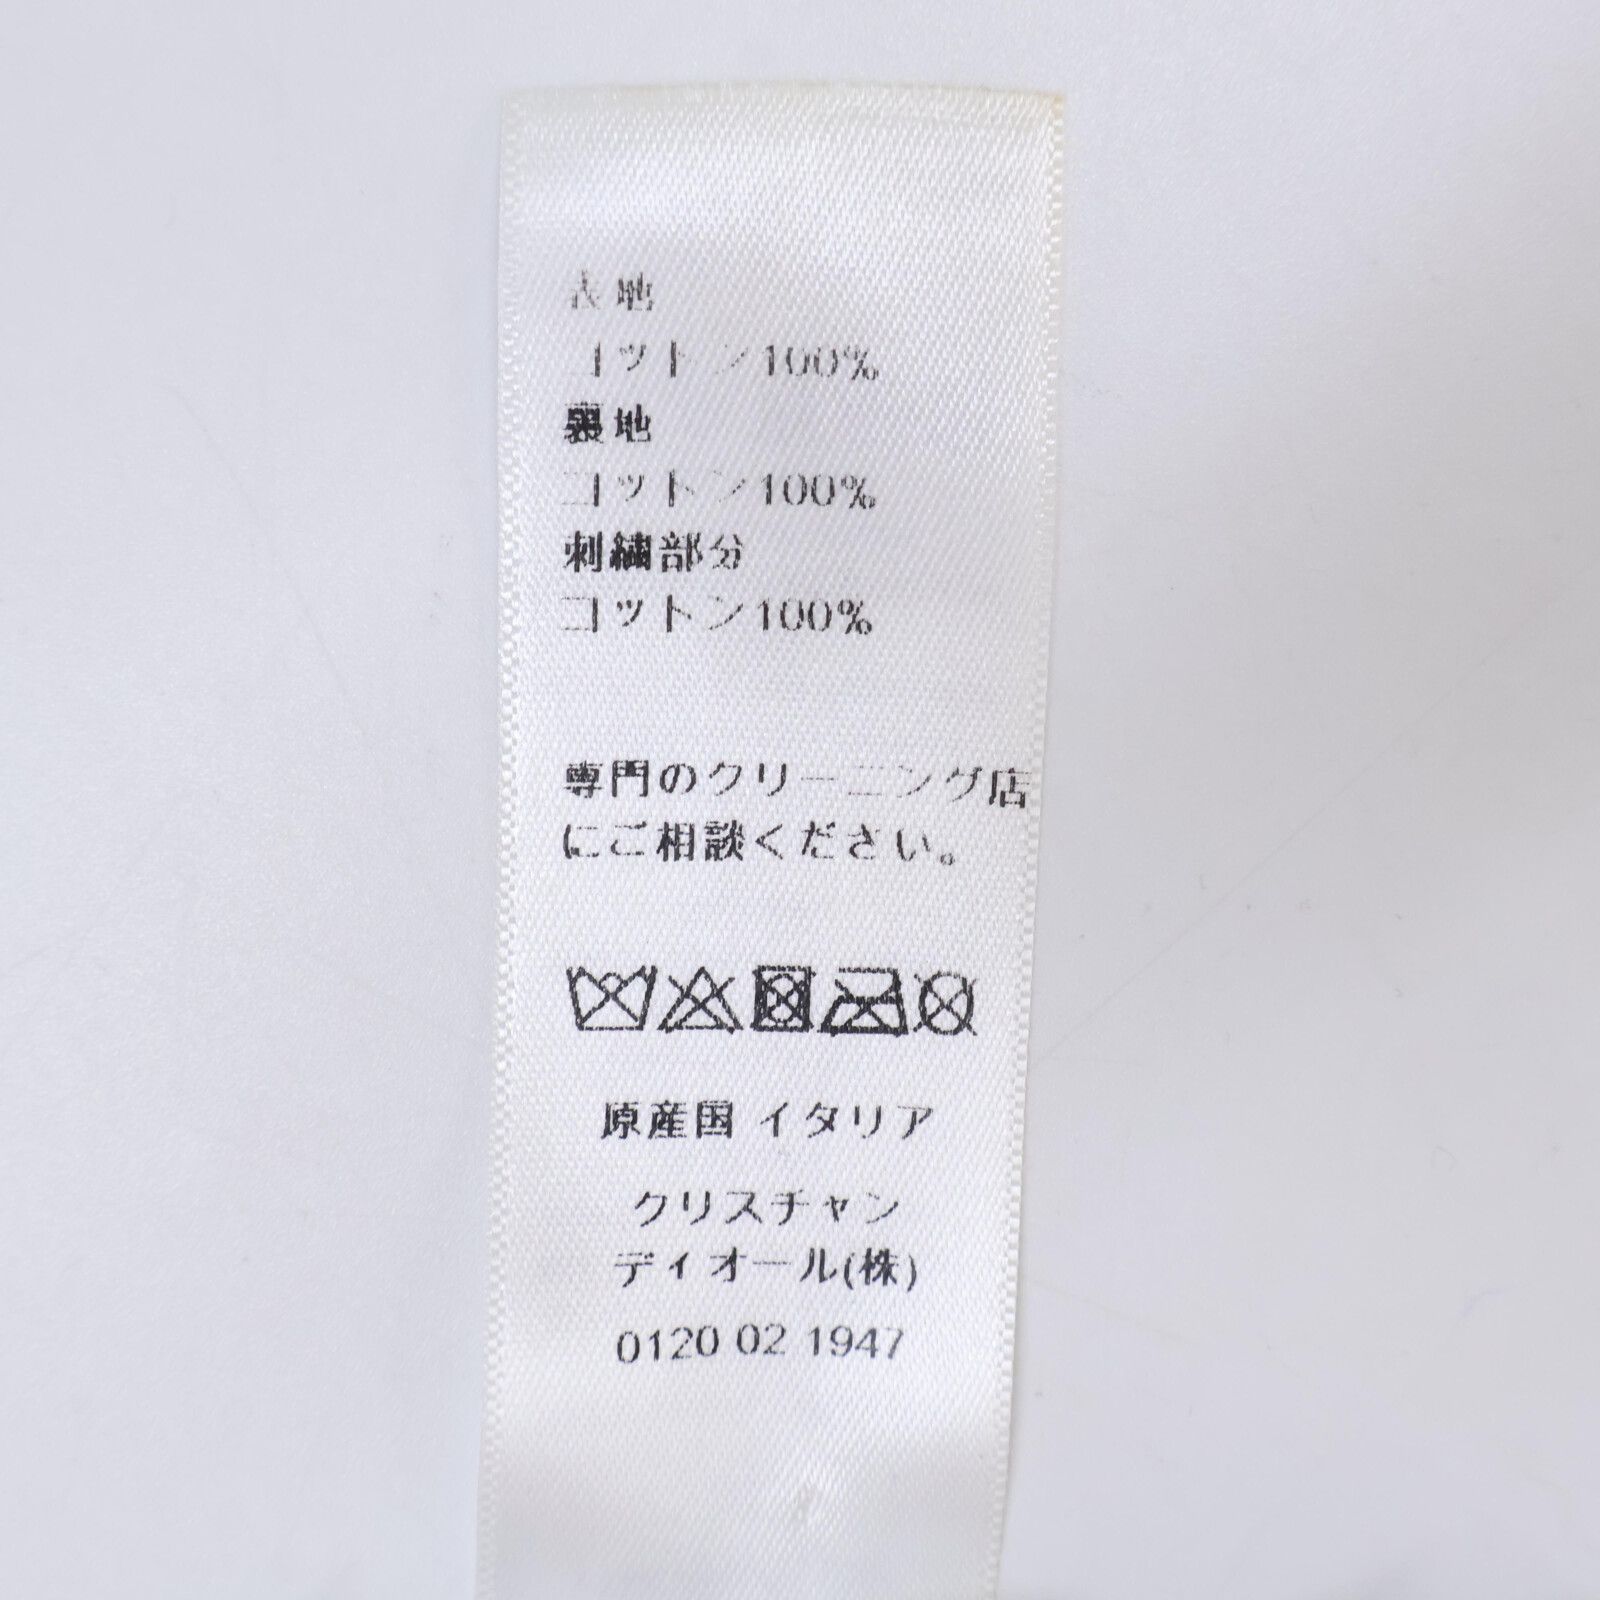 表地
コットン100%
裏地
コットン100%
刺繍部分
コットン100%
専門のクリーニング店
にご相談ください。
原産国 イタリア
クリスチャン
ディオール(株)
0120 02 1947